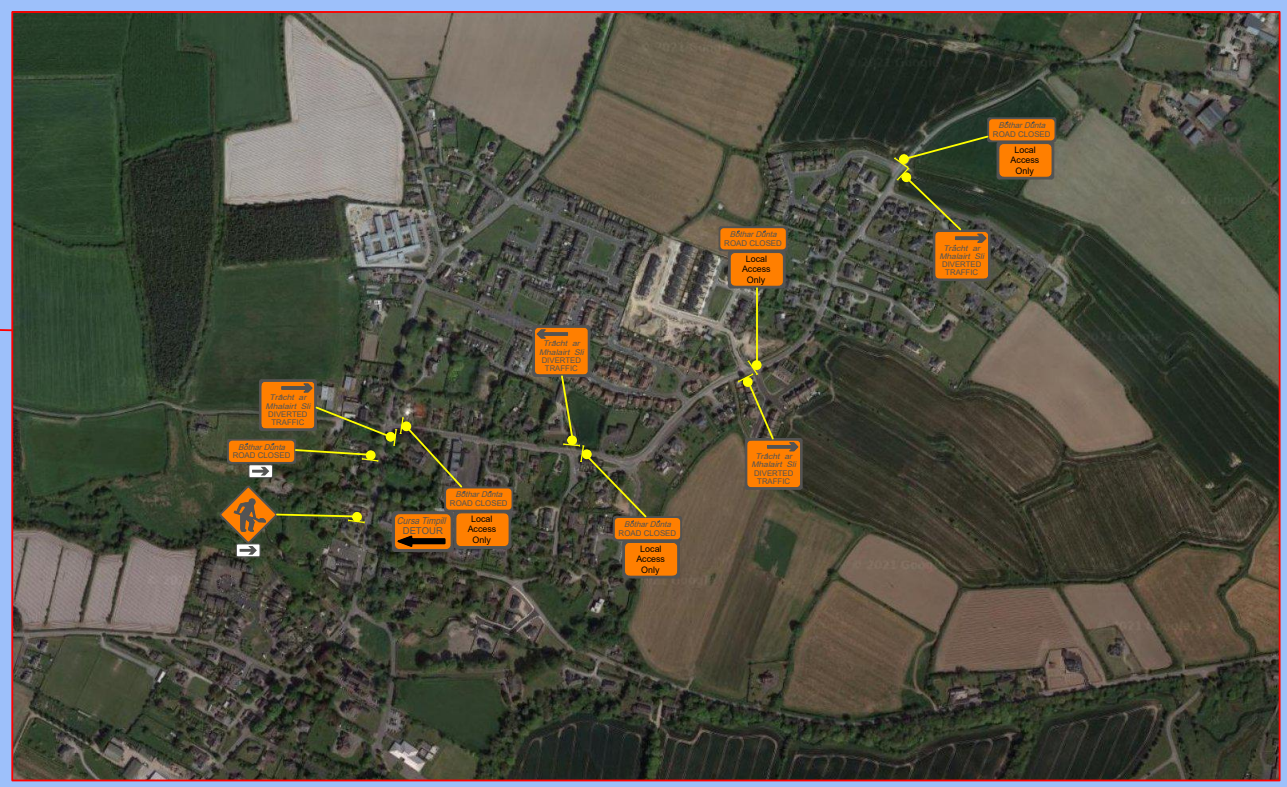 © 2021 Google
Bóthar Dúnta
ROAD CLOSED
Local
Access
Only
Trácht ar
Mhalairt Slí
DIVERTED
TRAFFIC
Bóthar Dúnta
ROAD CLOSED
Local
Access
Only
Trácht ar
Mhalairt Slí
DIVERTED
TRAFFIC
Trácht ar
Mhalairt Slí
DIVERTED
TRAFFIC
Bóthar Dúnta
ROAD CLOSED
Trácht ar
Mhalairt Slí
DIVERTED
TRAFFIC
Bóthar Dúnta
ROAD CLOSED
Local
Access
Only
Cursa Timpill
DETOUR
Bóthar Dúnta
ROAD CLOSED
Local
Access
Only